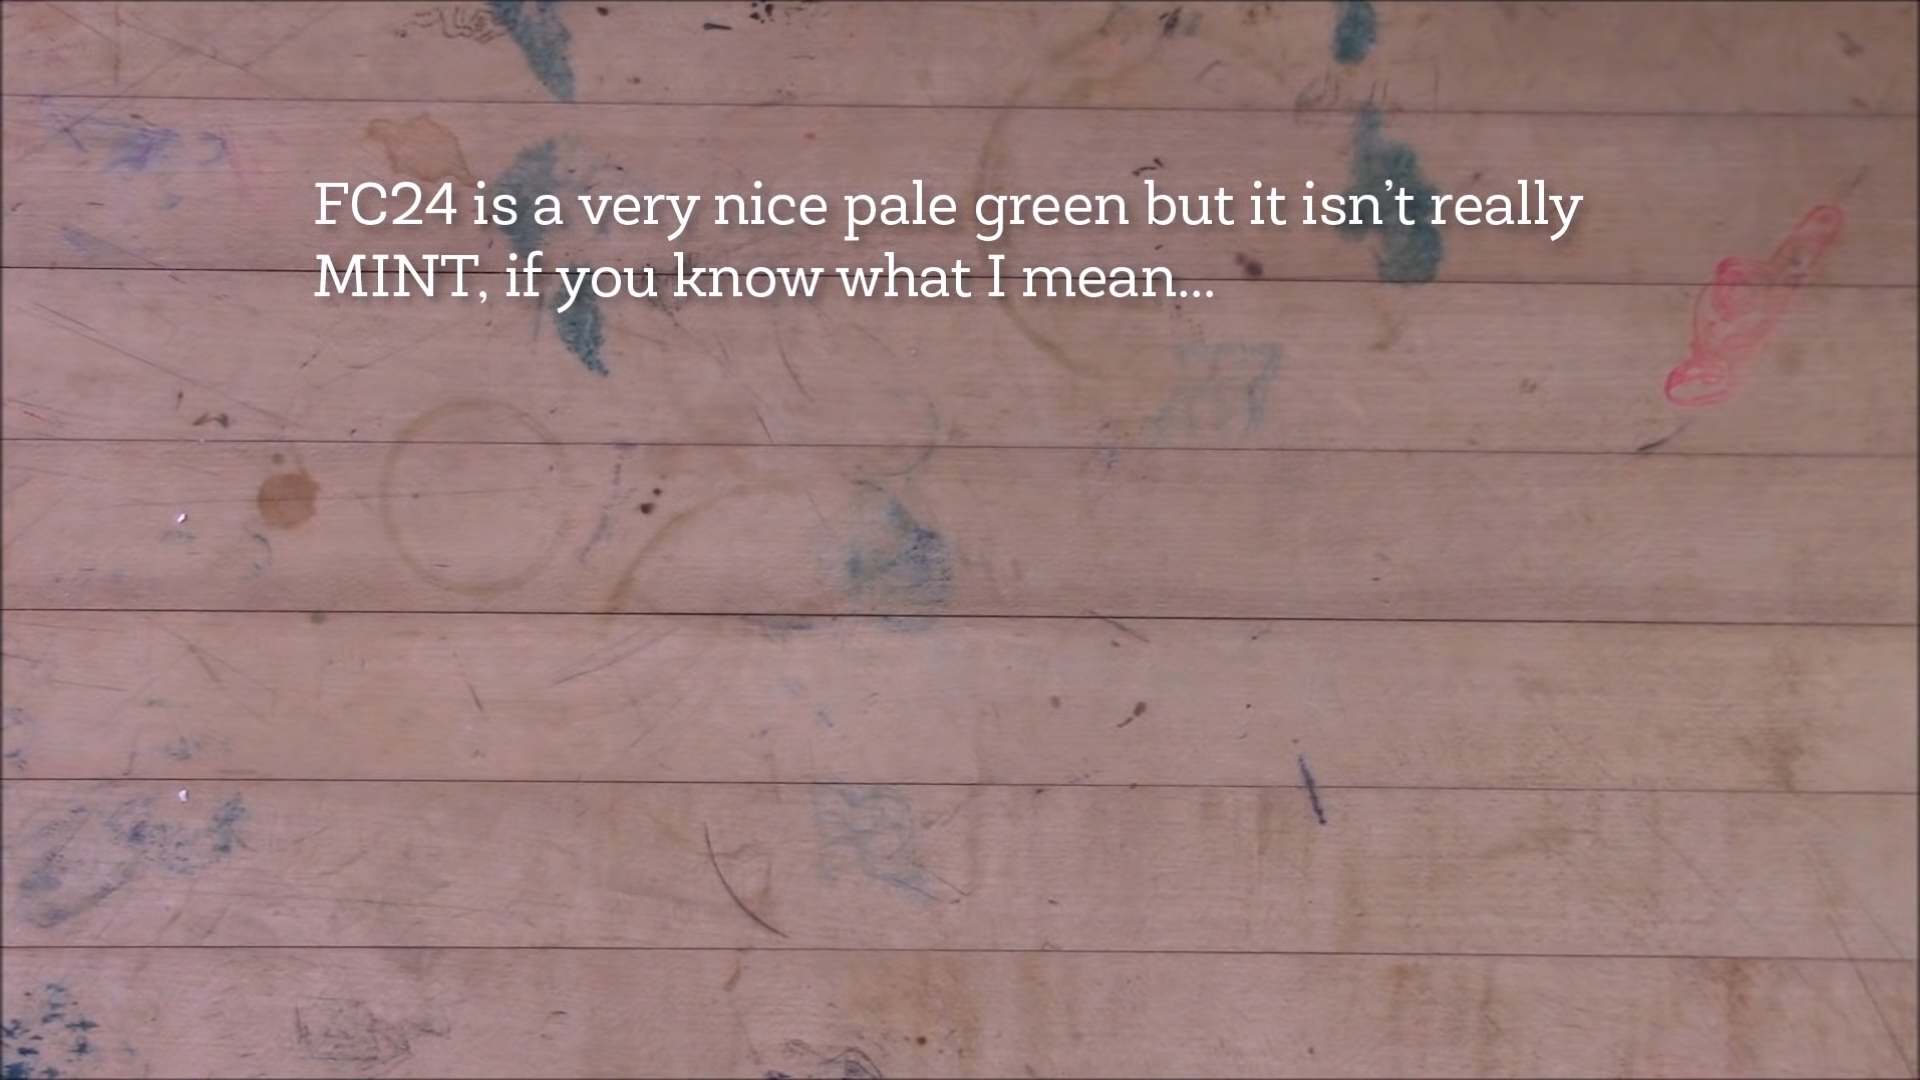 FC24 is a very nice pale green but it isn’t really
MINT, if you know what I mean...